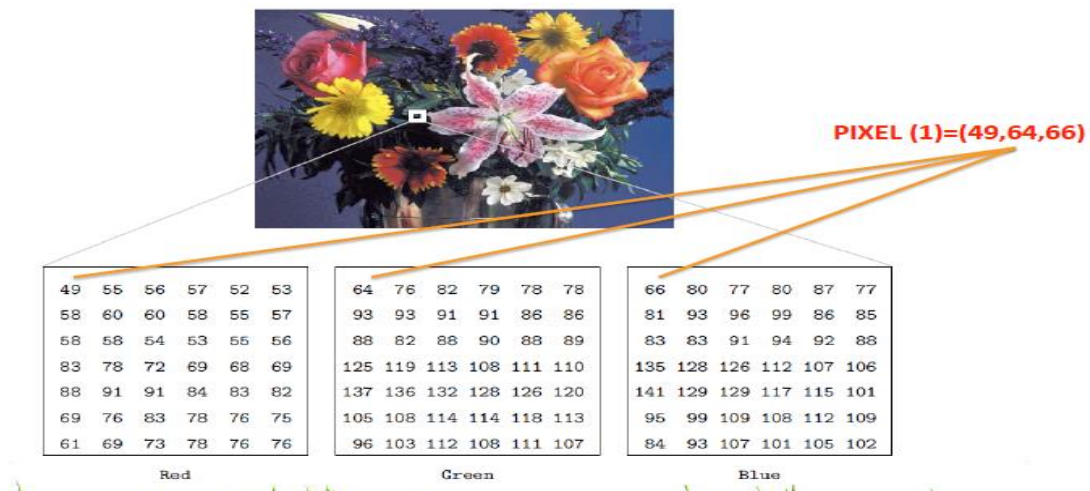 PIXEL (1)=(49,64,66)
49 55 56 57 52 53
58 60 60 58 55 57
58 58 54 53 55 56
83 78 72 69 68 69
88 91 91 84 83 82
69 76 83 78 76 75
61 69 73 78 76 76
Red
64 76 82 79 78 78
93 93 91 91 86 86
88 82 88 90 88 89
125 119 113 108 111 110
137 136 132 128 126 120
105 108 114 114 118 113
96 103 112 108 111 107
Green
66 80 77 80 87 77
81 93 96 99 86 85
83 83 91 94 92 88
135 128 126 112 107 106
141 129 129 117 115 101
95 99 109 108 112 109
84 93 107 101 105 102
Blue